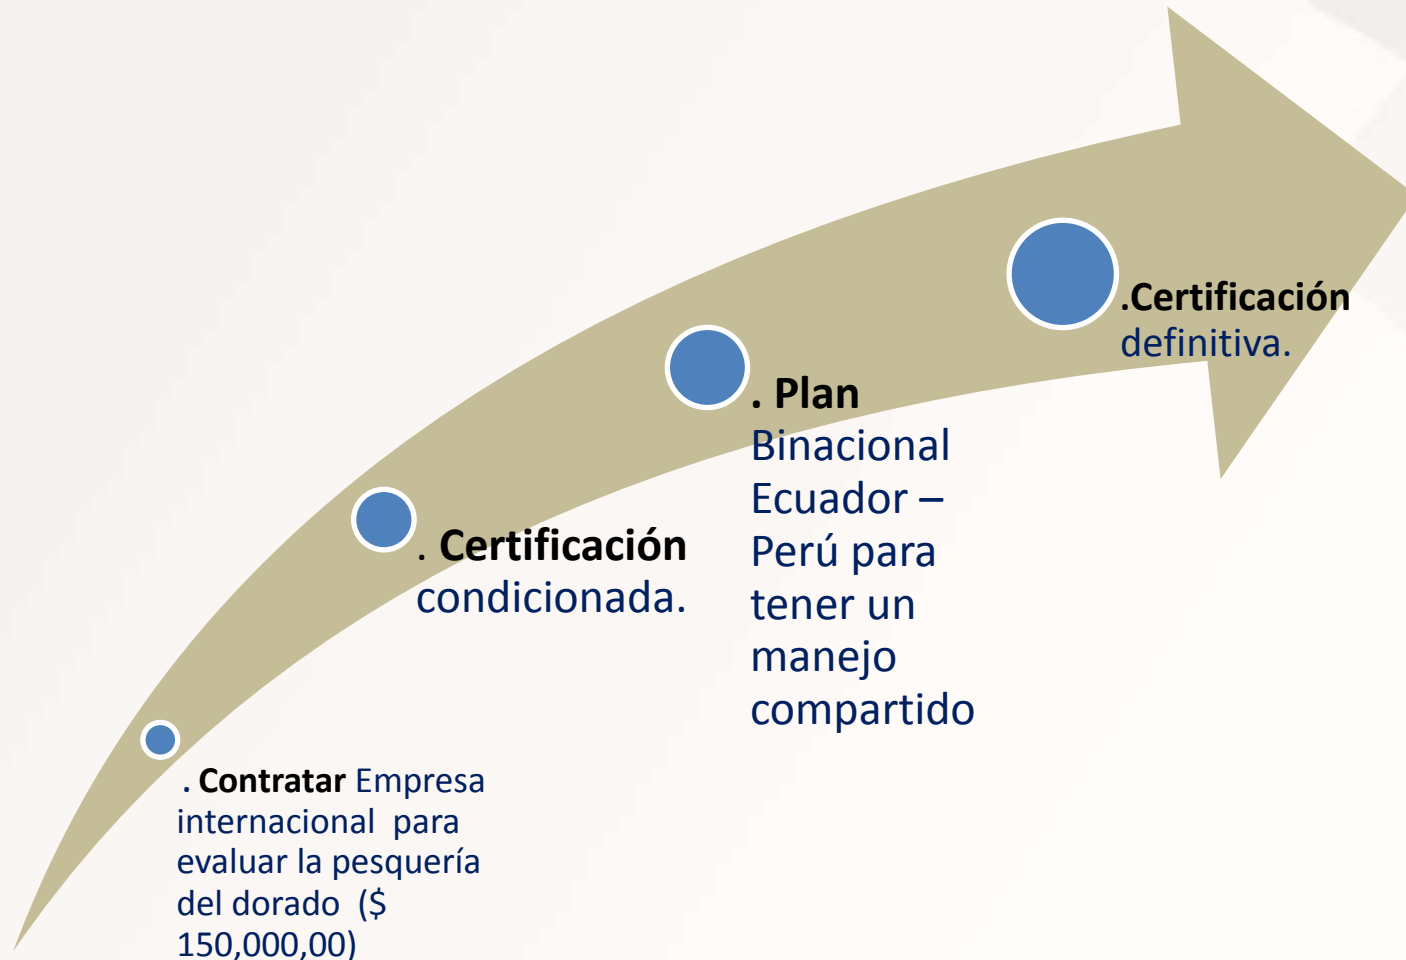 . Contratar Empresa
internacional  para
evaluar la pesquería
del dorado  ($
150,000,00)
. Certificación
condicionada.
. Plan
Binacional
Ecuador –
Perú para
tener un
manejo
compartido
.Certificación
definitiva.